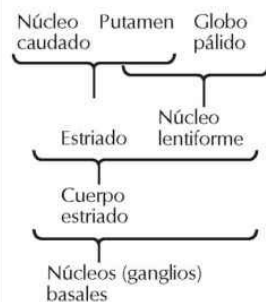 Núcleo caudado
Putamen
Globo pálido
Estriado
Núcleo lentiforme
Cuerpo estriado
Núcleos (ganglios) basales